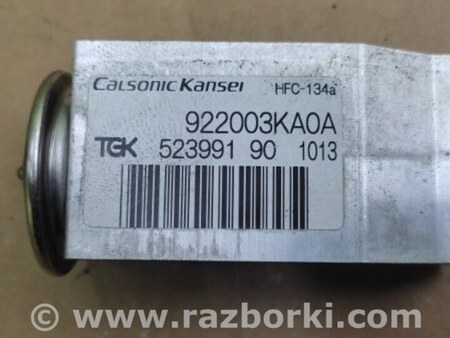 CalsonicKansei HFC-134a
922003KA0A
TGK 523991 90 1013
www.razborki.com